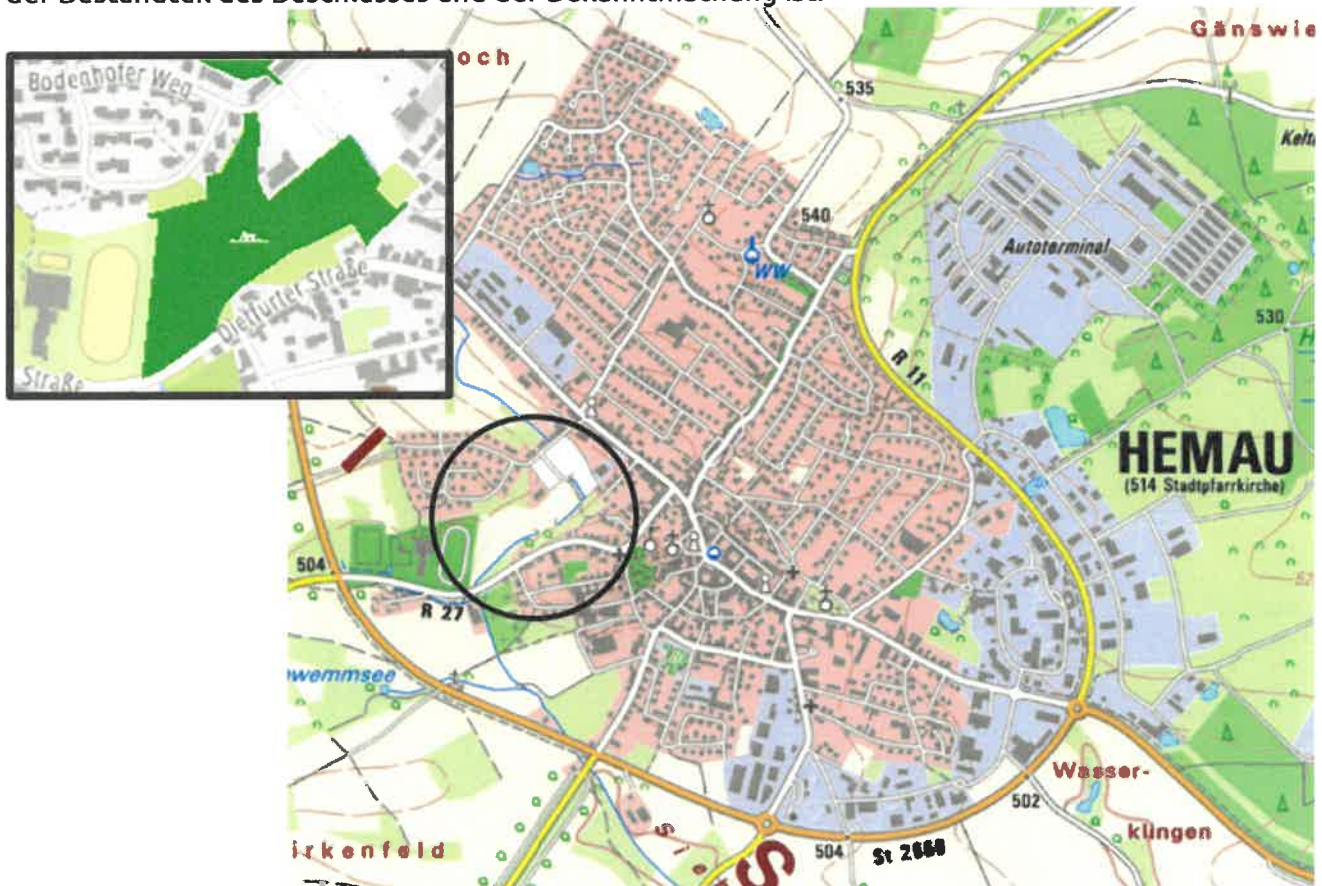 Gänswie
och
Bodenhofer Weg
535
Kelt
540
Autoterminal
WW
530
Dietfurter Straße
R 11
Straße
HEMAU
(514 Stadtpfarrkirche)
504
R 27
wemmsee
Wasser-
502
klingen
irkenfeld
504
St 2660